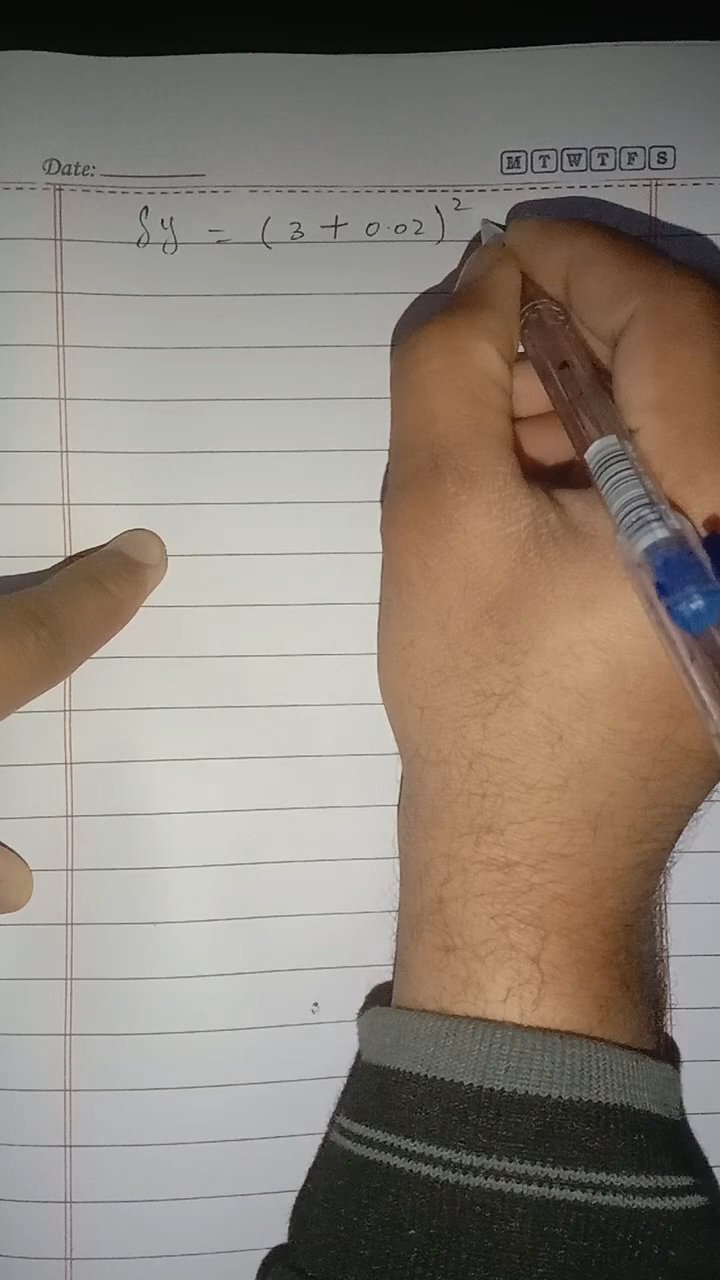 Date:
M T W T F S
δy = (3 + 0.02)²